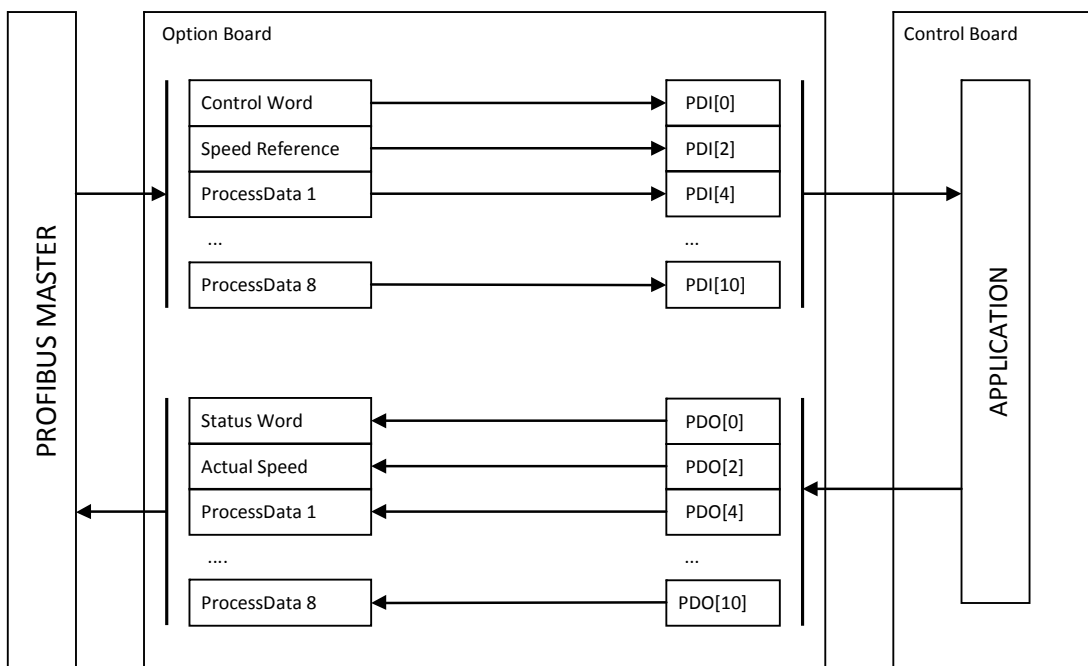 PROFIBUS MASTER
Option Board
Control Word
PDI[0]
Speed Reference
PDI[2]
ProcessData 1
PDI[4]
...
...
ProcessData 8
PDI[10]
Status Word
PDO[0]
Actual Speed
PDO[2]
ProcessData 1
PDO[4]
....
...
ProcessData 8
PDO[10]
Control Board
APPLICATION